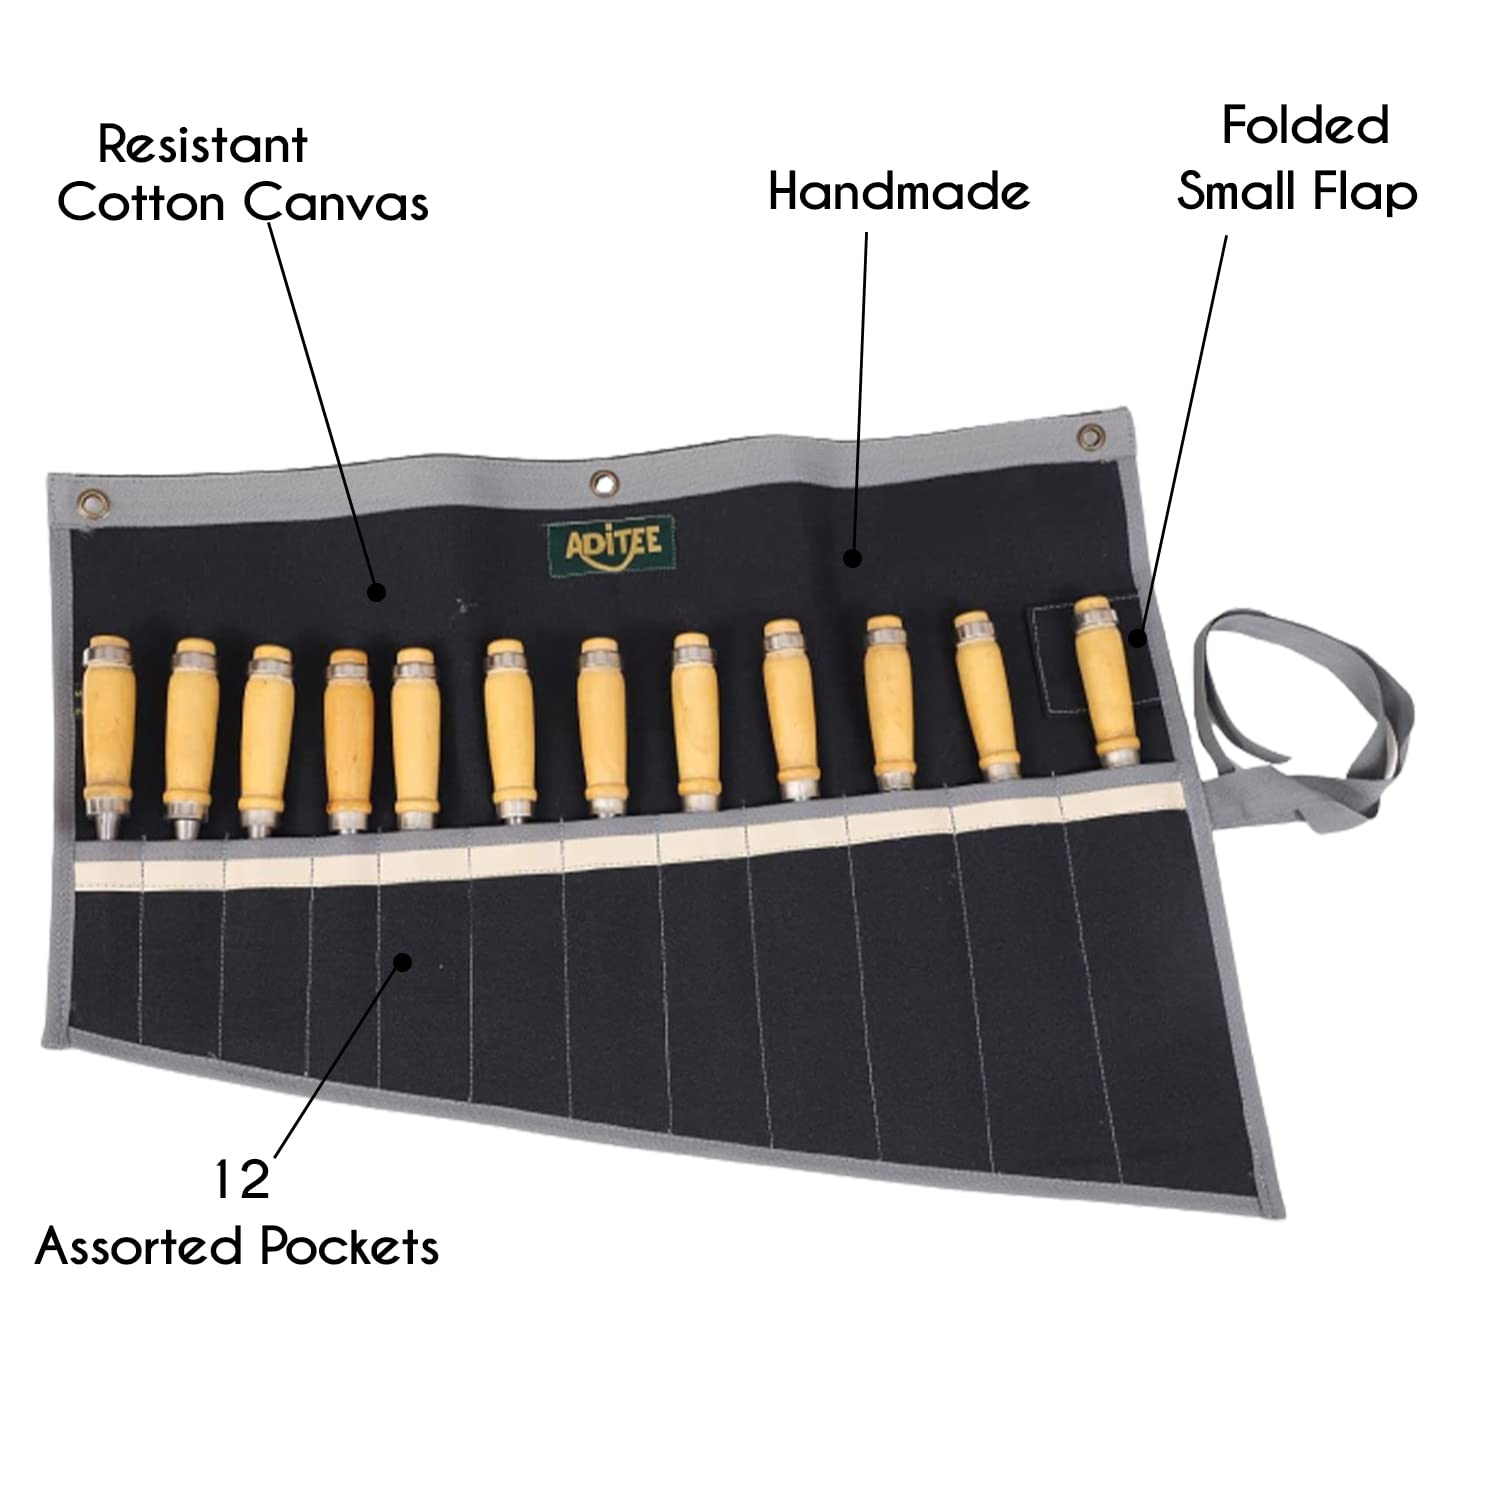 Resistant
Cotton Canvas
Handmade
Folded
Small Flap
ADiTEE
12
Assorted Pockets